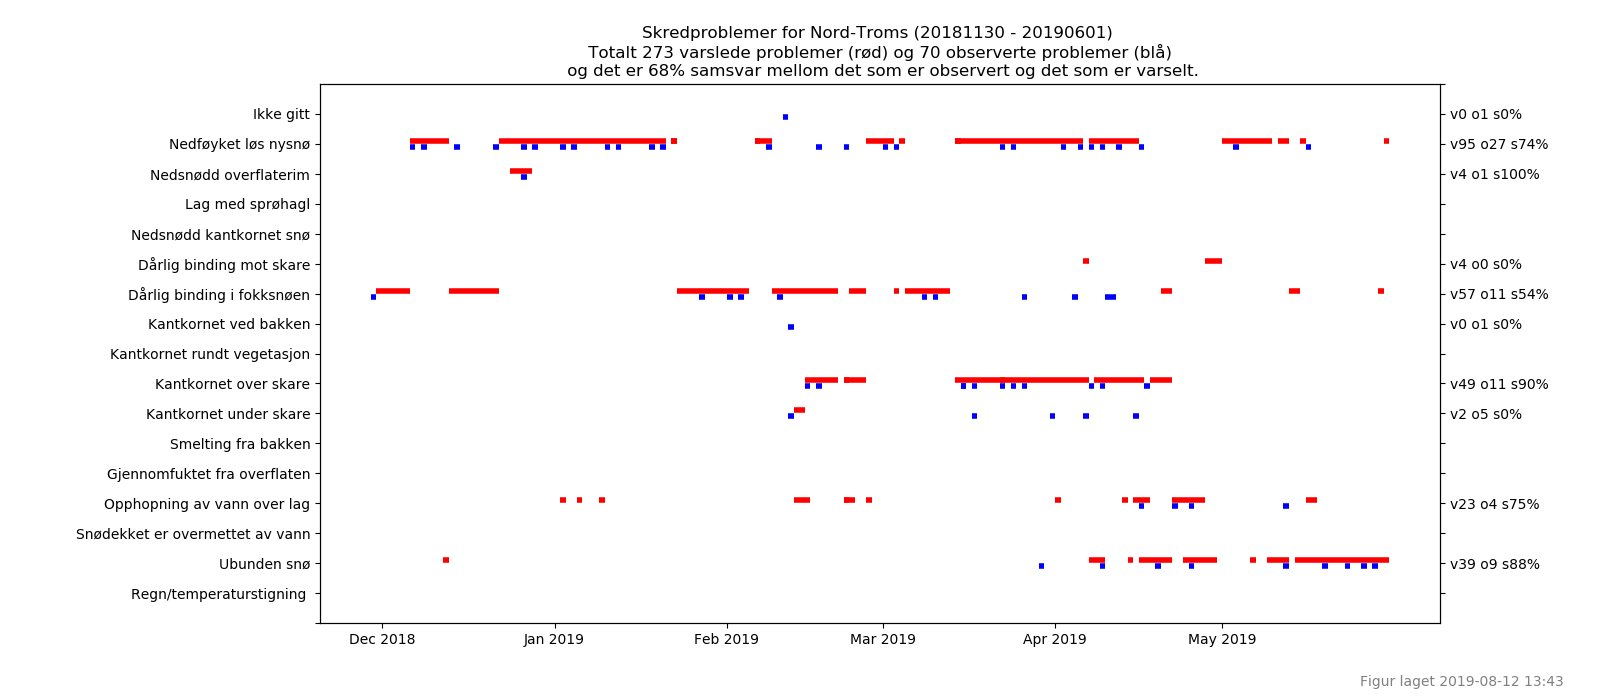 Skredproblemer for Nord-Troms (20181130 - 20190601)
Totalt 273 varslede problemer (rød) og 70 observerte problemer (blå)
og det er 68% samsvar mellom det som er observert og det som er varselt.
Ikke gitt v0 o1 s0%
Nedføyket løs nysnø v95 o27 s74%
Nedsnødd overflaterim v4 o1 s100%
Lag med sprøhagl
Nedsnødd kantkornet snø
Dårlig binding mot skare v4 o0 s0%
Dårlig binding i fokksnøen v57 o11 s54%
Kantkornet ved bakken v0 o1 s0%
Kantkornet rundt vegetasjon
Kantkornet over skare v49 o11 s90%
Kantkornet under skare v2 o5 s0%
Smelting fra bakken
Gjennomfuktet fra overflaten
Opphopning av vann over lag v23 o4 s75%
Snødekket er overmettet av vann
Ubunden snø v39 o9 s88%
Regn/temperaturstigning
Dec 2018 Jan 2019 Feb 2019 Mar 2019 Apr 2019 May 2019
Figur laget 2019-08-12 13:43